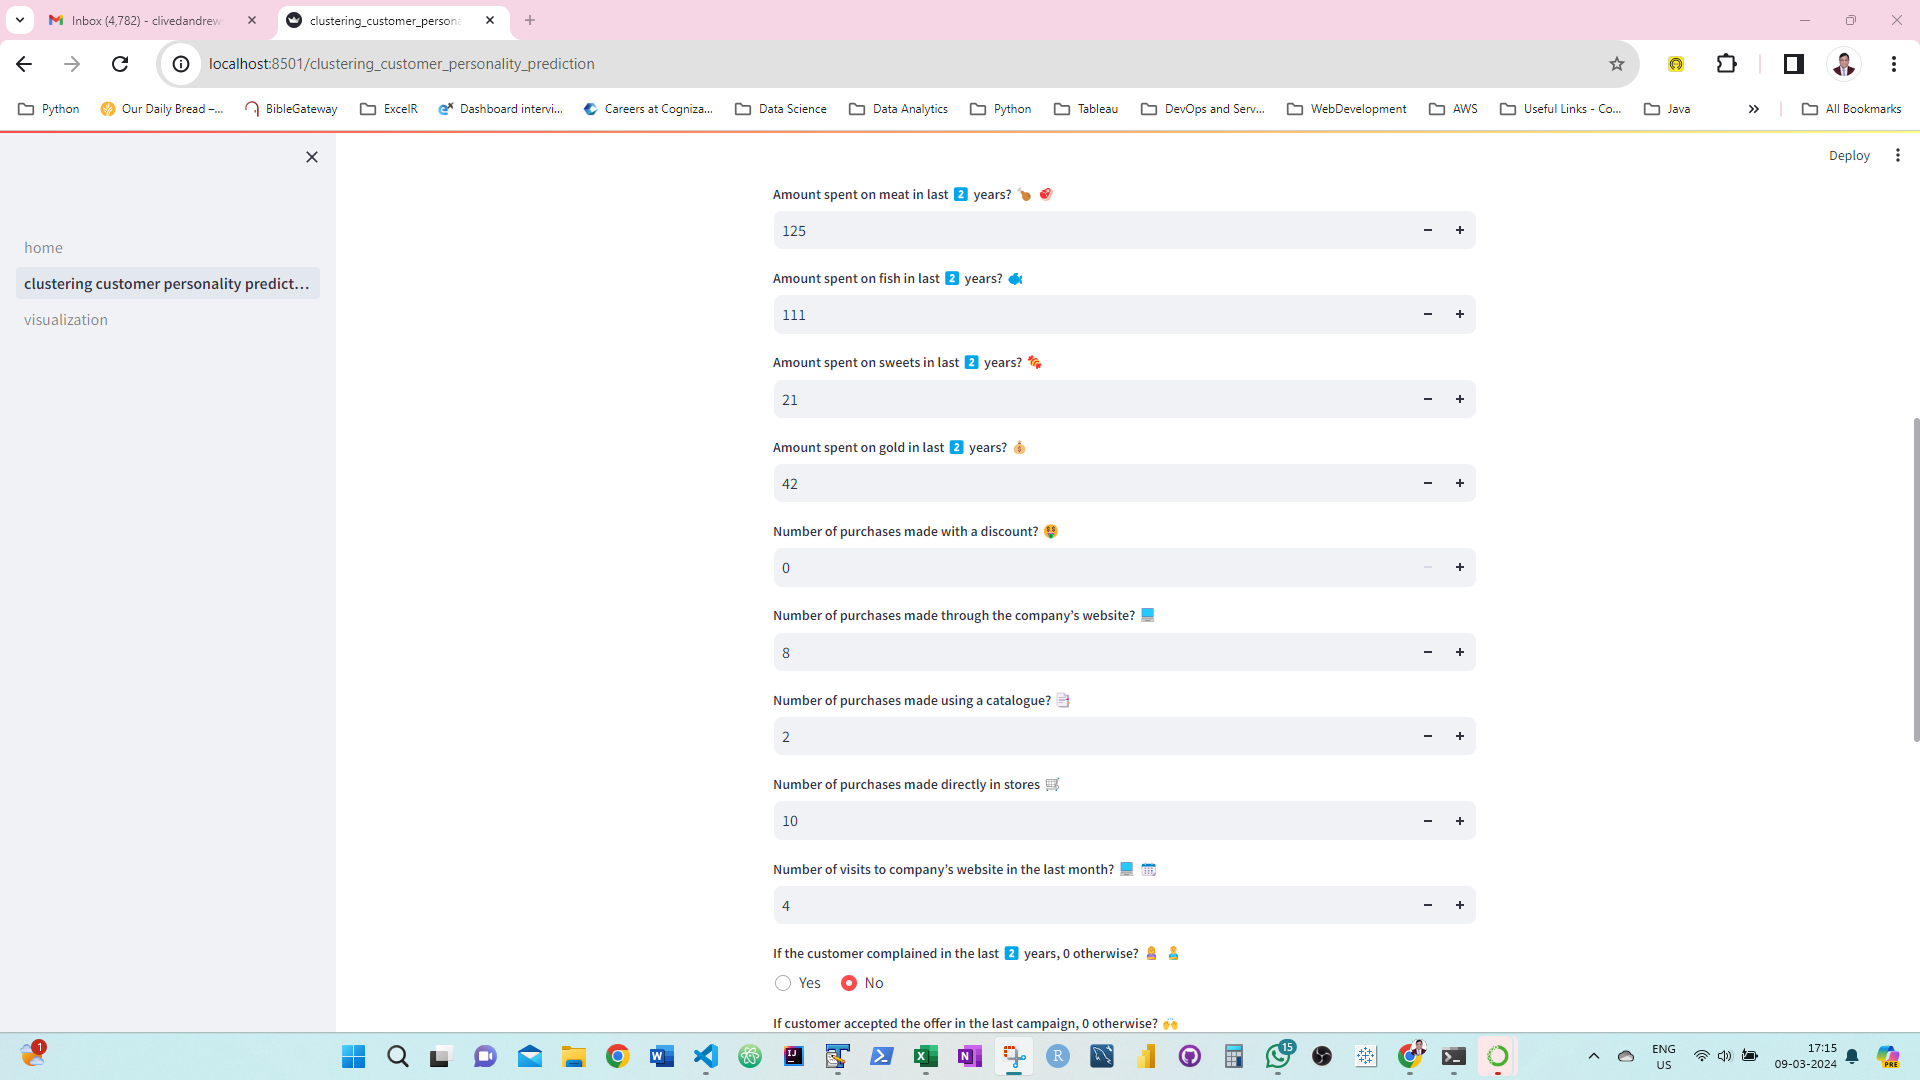 Inbox (4,782) - clivedandrew
clustering_customer_persona
localhost:8501/clustering_customer_personality_prediction
Python
Our Daily Bread –...
BibleGateway
ExcelR
Dashboard intervi...
Careers at Cogniza...
Data Science
Data Analytics
Python
Tableau
DevOps and Serv...
WebDevelopment
AWS
Useful Links - Co...
Java
All Bookmarks
Deploy
home
clustering customer personality predict...
visualization
Amount spent on meat in last 2 years?
125
Amount spent on fish in last 2 years?
111
Amount spent on sweets in last 2 years?
21
Amount spent on gold in last 2 years?
42
Number of purchases made with a discount?
0
Number of purchases made through the company’s website?
8
Number of purchases made using a catalogue?
2
Number of purchases made directly in stores
10
Number of visits to company’s website in the last month?
4
If the customer complained in the last 2 years, 0 otherwise?
Yes
No
If customer accepted the offer in the last campaign, 0 otherwise?
1
15
ENG
US
17:15
09-03-2024
PRE